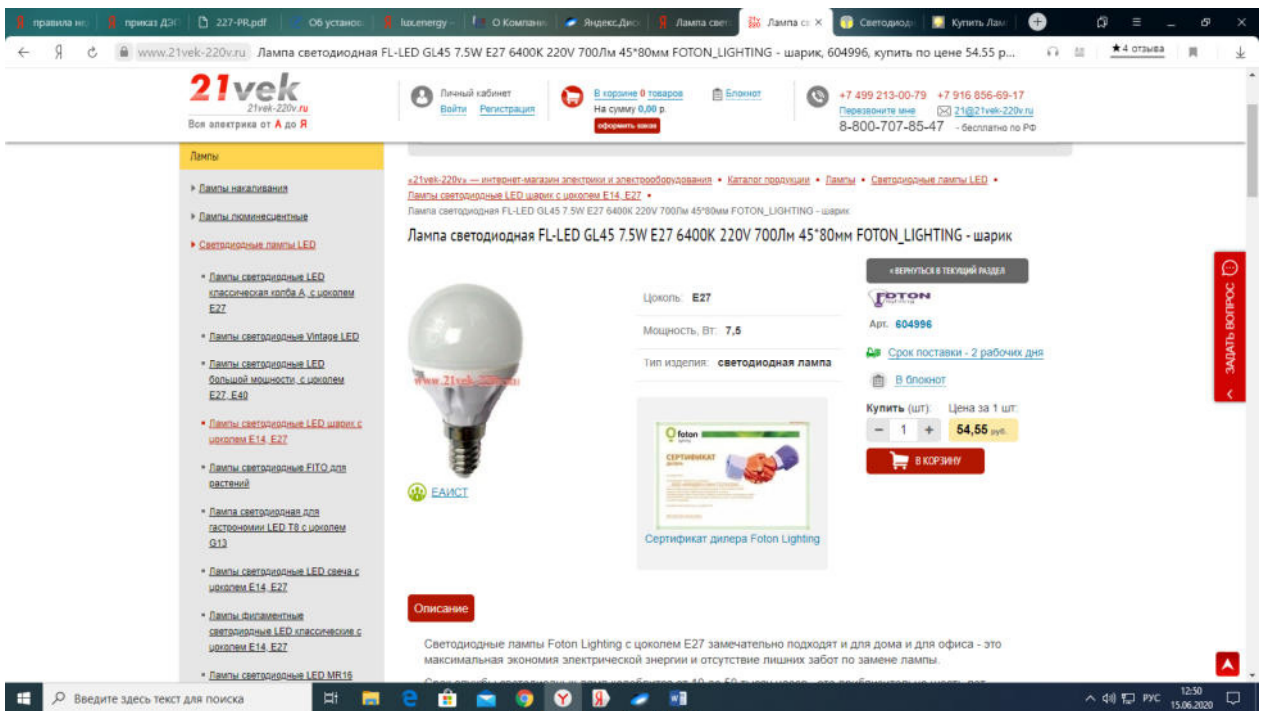 правила не
приказ ДЭГ
227-PR.pdf
Об установ
lux.energy –
О Компани
Яндекс.Дис
Лампа свет
Лампа с
Светодиод
Купить Лам
www.21vek-220v.ru Лампа светодиодная FL-LED GL45 7.5W E27 6400K 220V 700Лм 45*80мм FOTON_LIGHTING - шарик, 604996, купить по цене 54.55 р...
★4 отзыва
21vek
21vek-220v.ru
Вся электрика от А до Я
Личный кабинет
Войти Регистрация
В корзине 0 товаров
На сумму 0,00 р.
оформить заказ
Блокнот
+7 499 213-00-79 +7 916 856-69-17
Перезвоните мне 21@21vek-220v.ru
8-800-707-85-47 - бесплатно по РФ
Лампы
Лампы накаливания
Лампы люминесцентные
Светодиодные лампы LED
Лампы светодиодные LED
классическая колба А, с цоколем
E27
Лампы светодиодные Vintage LED
Лампы светодиодные LED
большой мощности, с цоколем
E27, E40
Лампы светодиодные LED шарик с
цоколем E14, E27
Лампы светодиодные FITO для
растений
Лампа светодиодная для
гастрономии LED T8 с цоколем
G13
Лампы светодиодные LED свеча с
цоколем E14, E27
Лампы филаментные
светодиодные LED классические с
цоколем E14, E27
Лампы светодиодные LED MR16
«21vek-220v» — интернет-магазин электрики и электрооборудования • Каталог продукции • Лампы • Светодиодные лампы LED •
Лампы светодиодные LED шарик с цоколем E14, E27 •
Лампа светодиодная FL-LED GL45 7.5W E27 6400K 220V 700Лм 45*80мм FOTON_LIGHTING - шарик
Лампа светодиодная FL-LED GL45 7.5W E27 6400K 220V 700Лм 45*80мм FOTON_LIGHTING - шарик
www.21vek-220v.ru
ЕАИСТ
Цоколь: E27
Мощность, Вт: 7,5
Тип изделия: светодиодная лампа
foton
СЕРТИФИКАТ
Сертификат дилера Foton Lighting
« ВЕРНУТЬСЯ В ТЕКУЩИЙ РАЗДЕЛ
FOTON
Арт. 604996
Срок поставки - 2 рабочих дня
В блокнот
Купить (шт): Цена за 1 шт:
− 1 + 54,55 руб.
В КОРЗИНУ
ЗАДАТЬ ВОПРОС
Описание
Светодиодные лампы Foton Lighting с цоколем E27 замечательно подходят и для дома и для офиса - это
максимальная экономия электрической энергии и отсутствие лишних забот по замене лампы.
Введите здесь текст для поиска
РУС
12:50
15.06.2020